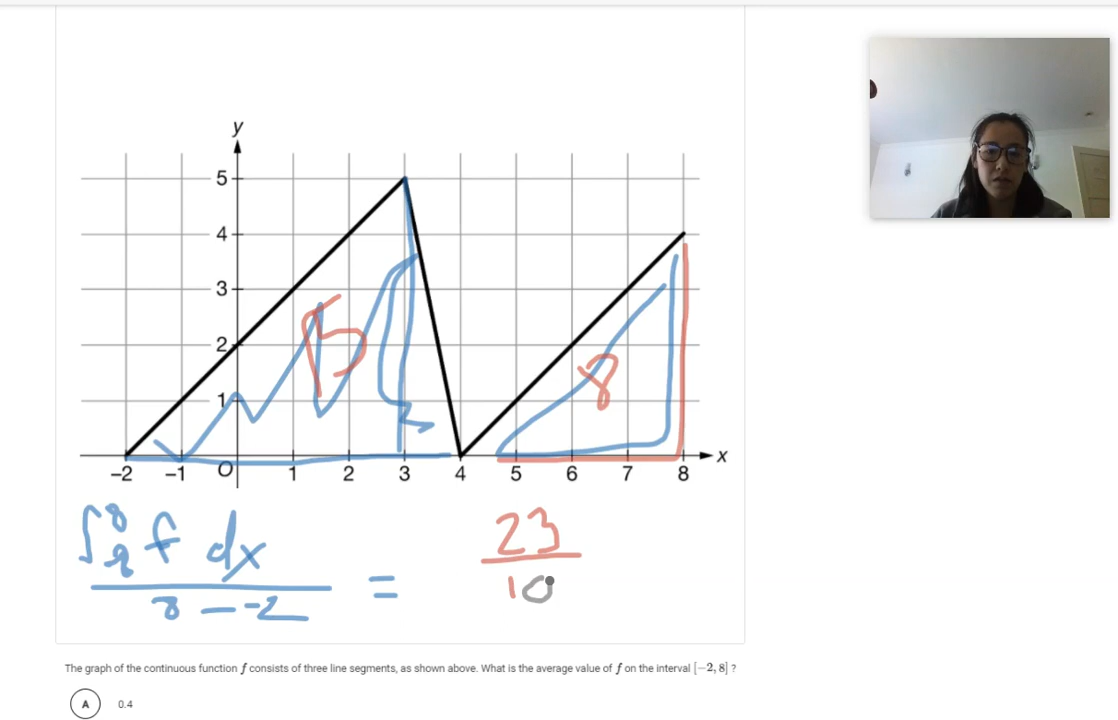 y
5
4
3
2
1
15
8
-2 -1 O 1 2 3 4 5 6 7 8 x
∫ 8 f dx
8 - -2
=
23
10
The graph of the continuous function f consists of three line segments, as shown above. What is the average value of f on the interval [−2, 8] ?
A 0.4